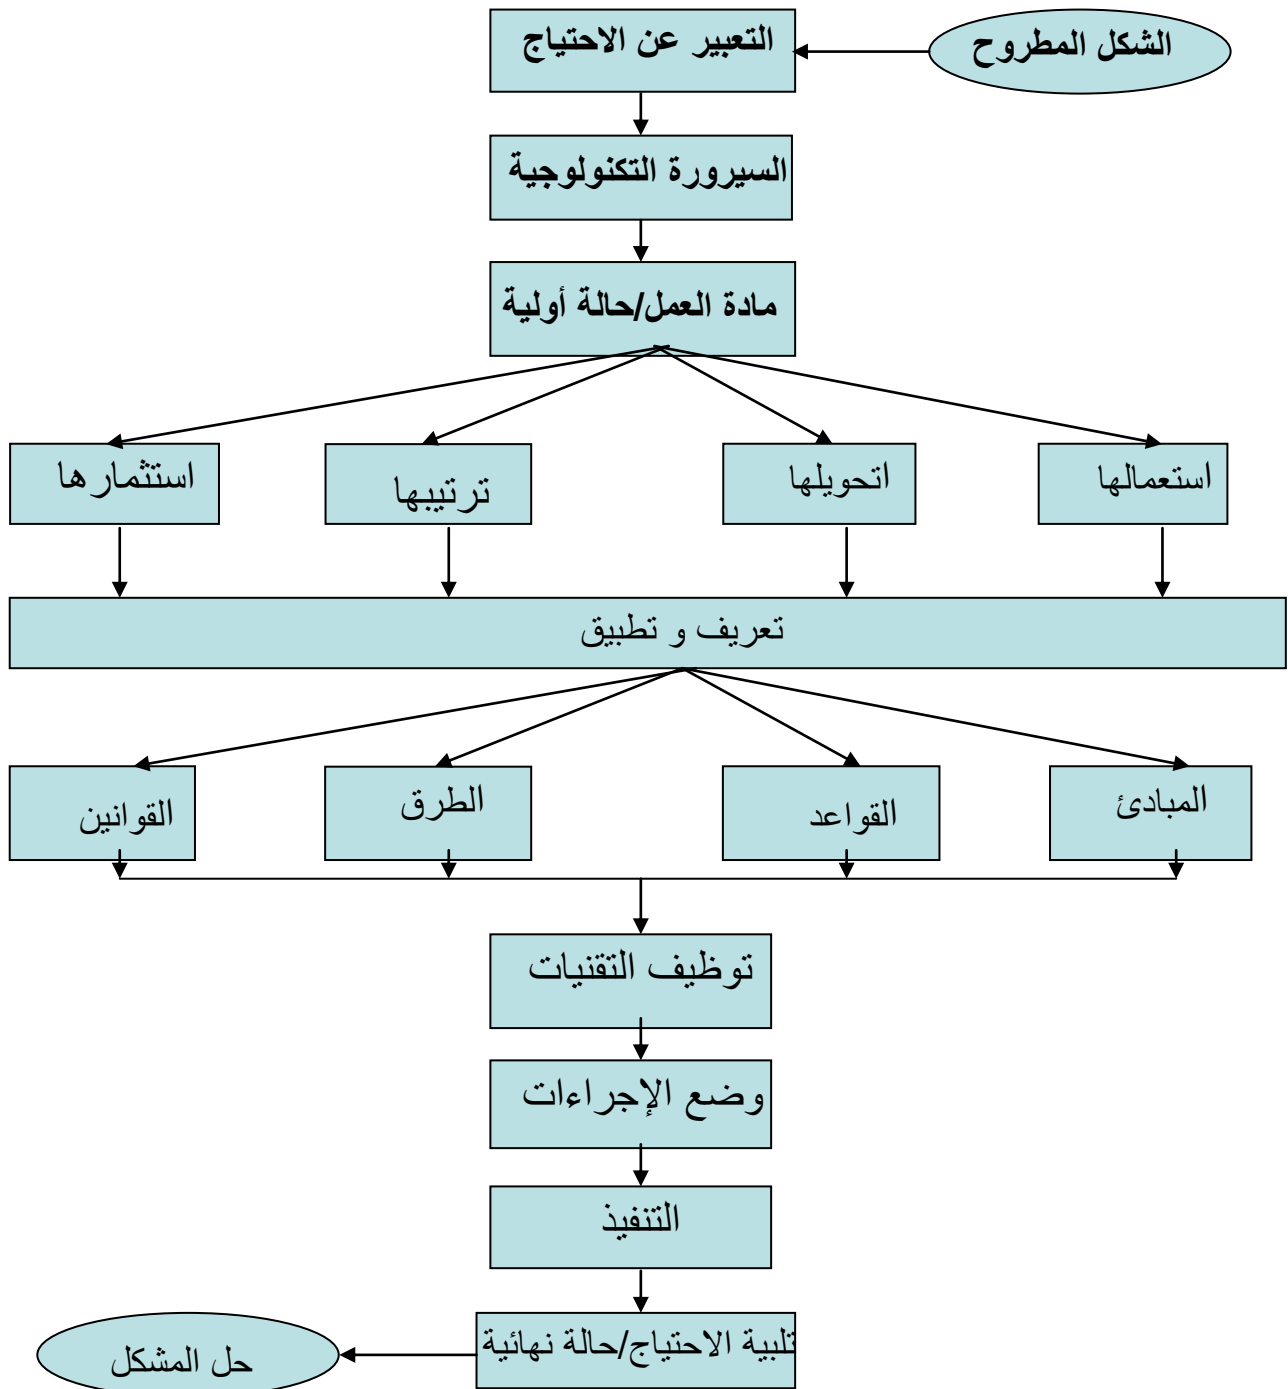 الشكل المطروح
التعبير عن الاحتياج
السيرورة التكنولوجية
مادة العمل/حالة أولية
استعمالها
اتحويلها
ترتيبها
استثمارها
تعريف و تطبيق
المبادئ
القواعد
الطرق
القوانين
توظيف التقنيات
وضع الإجراءات
التنفيذ
تلبية الاحتياج/حالة نهائية
حل المشكل